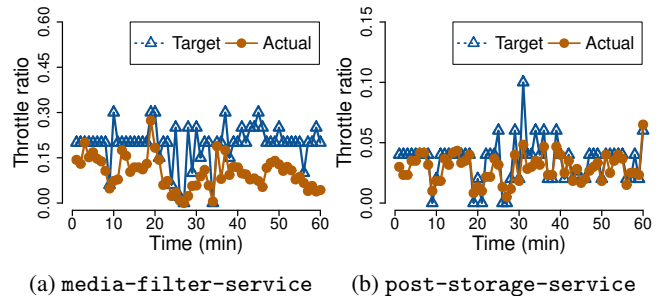 0.00 0.15 0.30 0.45 0.60
Throttle ratio
Target Actual
0 10 20 30 40 50 60
Time (min)
(a) media-filter-service
0.00 0.05 0.10 0.15
Throttle ratio
Target Actual
0 10 20 30 40 50 60
Time (min)
(b) post-storage-service